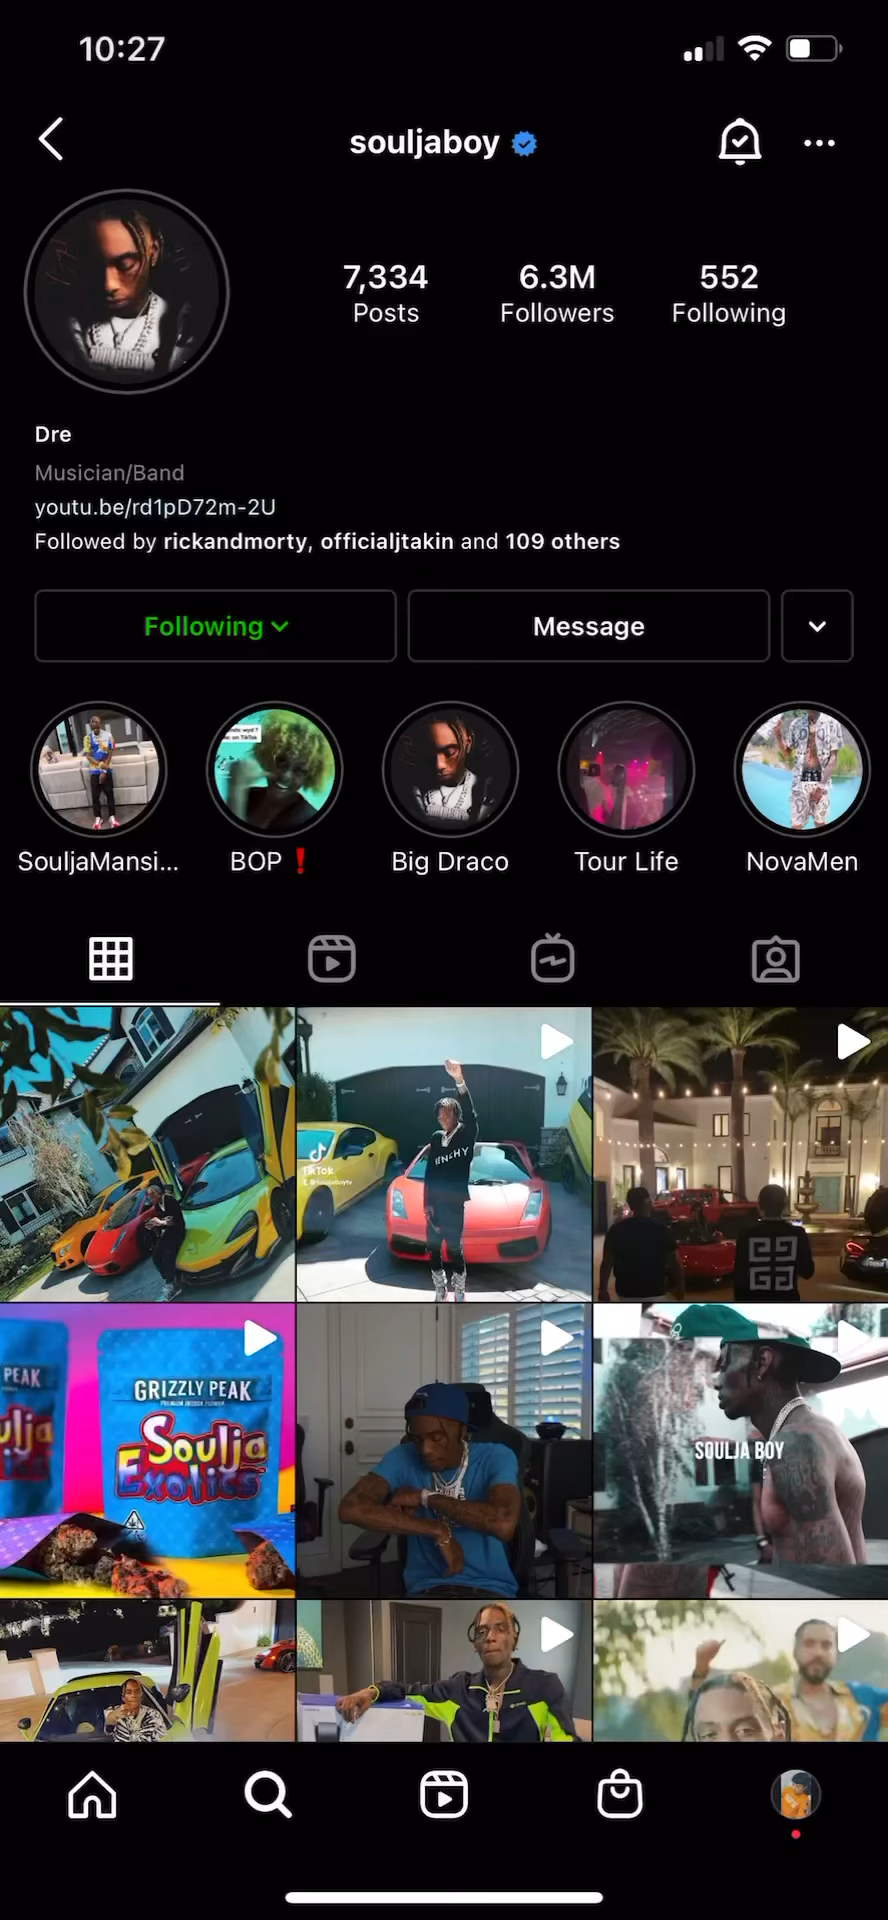 10:27
souljaboy
7,334
Posts
6.3M
Followers
552
Following
Dre
Musician/Band
youtu.be/rd1pD72m-2U
Followed by rickandmorty, officialjtakin and 109 others
Following
Message
SouljaMansi...
BOP❗
Big Draco
Tour Life
NovaMen
TikTok
@souljaboytv
PEAK
GRIZZLY PEAK
Soulja
Exotics
SOULJA BOY